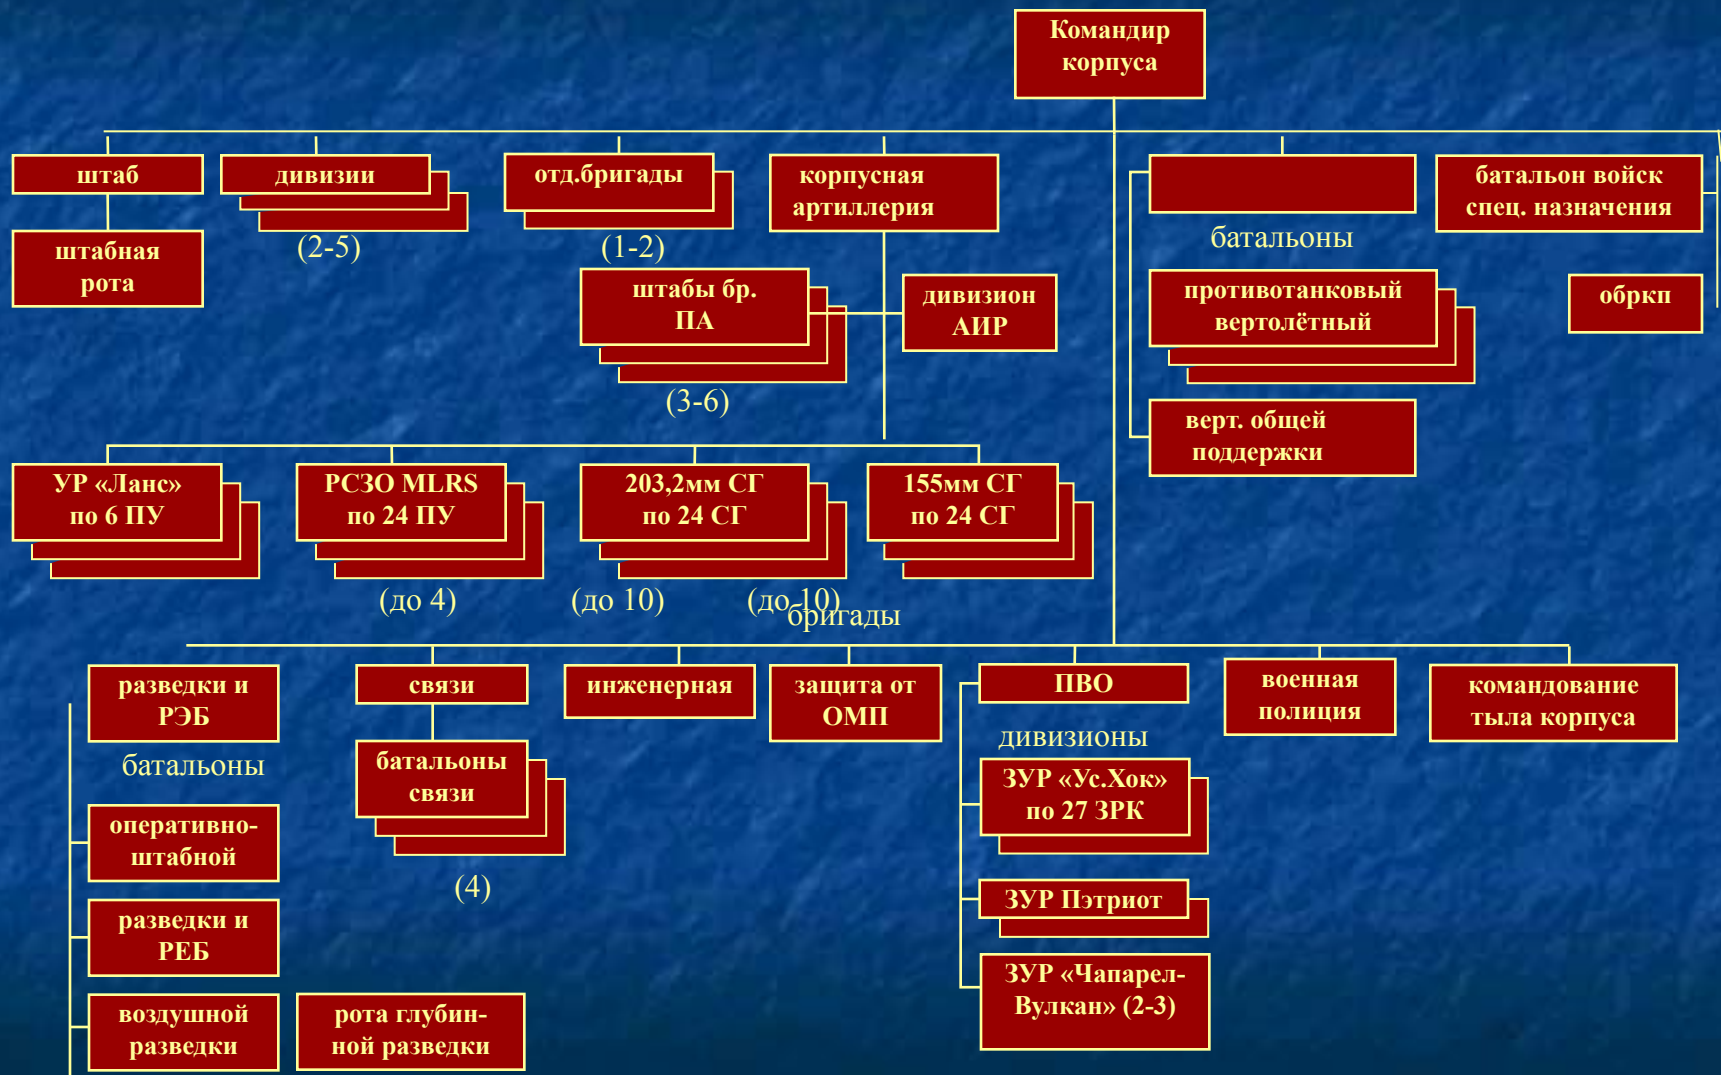 Командир
корпуса
штаб
дивизии
отд.бригады
корпусная
артиллерия
батальон войск
спец. назначения
штабная
рота
(2-5)
(1-2)
батальоны
штабы бр.
ПА
дивизион
АИР
противотанковый
вертолётный
обркп
(3-6)
верт. общей
поддержки
УР «Ланс»
по 6 ПУ
РСЗО MLRS
по 24 ПУ
203,2мм СГ
по 24 СГ
155мм СГ
по 24 СГ
(до 4)
(до 10)
(до 10)
бригады
разведки и
РЭБ
связи
инженерная
защита от
ОМП
ПВО
военная
полиция
командование
тыла корпуса
батальоны
батальоны
связи
дивизионы
ЗУР «Ус.Хок»
по 27 ЗРК
оперативно-
штабной
(4)
ЗУР Пэтриот
разведки и
РЕБ
ЗУР «Чапарел-
Вулкан» (2-3)
воздушной
разведки
рота глубин-
ной разведки